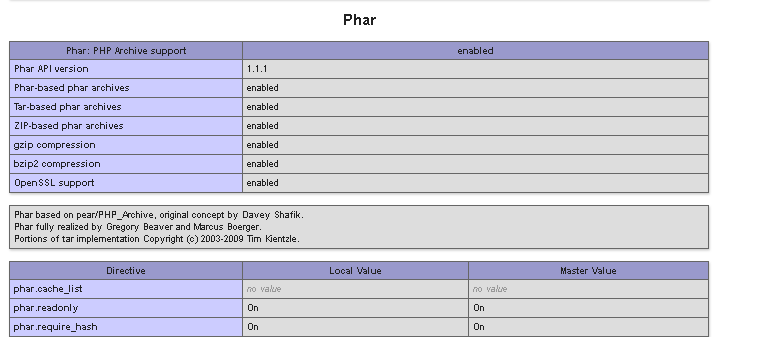 Phar
Phar: PHP Archive support enabled
Phar API version 1.1.1
Phar-based phar archives enabled
Tar-based phar archives enabled
ZIP-based phar archives enabled
gzip compression enabled
bzip2 compression enabled
OpenSSL support enabled
Phar based on pear/PHP_Archive, original concept by Davey Shafik.
Phar fully realized by Gregory Beaver and Marcus Boerger.
Portions of tar implementation Copyright (c) 2003-2009 Tim Kientzle.
Directive Local Value Master Value
phar.cache_list no value no value
phar.readonly On On
phar.require_hash On On